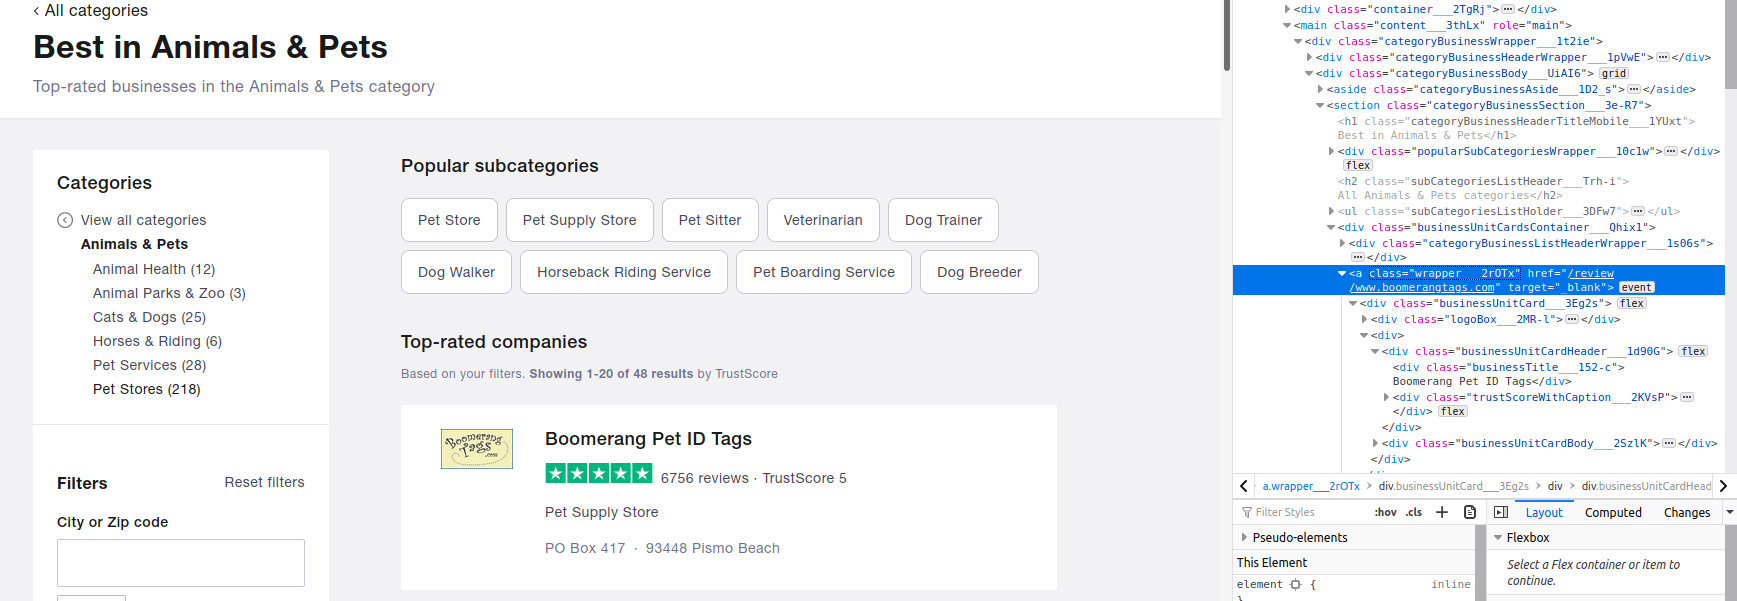 ‹ All categories
Best in Animals & Pets
Top-rated businesses in the Animals & Pets category
Categories
View all categories
Animals & Pets
Animal Health (12)
Animal Parks & Zoo (3)
Cats & Dogs (25)
Horses & Riding (6)
Pet Services (28)
Pet Stores (218)
Filters
Reset filters
City or Zip code
Popular subcategories
Pet Store
Pet Supply Store
Pet Sitter
Veterinarian
Dog Trainer
Dog Walker
Horseback Riding Service
Pet Boarding Service
Dog Breeder
Top-rated companies
Based on your filters. Showing 1-20 of 48 results by TrustScore
Boomerang
Tags
.com
Boomerang Pet ID Tags
6756 reviews · TrustScore 5
Pet Supply Store
PO Box 417 · 93448 Pismo Beach
<div class="container___2TgRj">⋯</div>
<main class="content___3thLx" role="main">
<div class="categoryBusinessWrapper___1t2ie">
<div class="categoryBusinessHeaderWrapper___1pVwE">⋯</div>
<div class="categoryBusinessBody___UiAI6"> grid
<aside class="categoryBusinessAside___1D2_s">⋯</aside>
<section class="categoryBusinessSection___3e-R7">
<h1 class="categoryBusinessHeaderTitleMobile___1YUxt">
Best in Animals & Pets</h1>
<div class="popularSubCategoriesWrapper___10c1w">⋯</div>
flex
<h2 class="subCategoriesListHeader___Trh-i">
All Animals & Pets categories</h2>
<ul class="subCategoriesListHolder___3DFw7">⋯</ul>
<div class="businessUnitCardsContainer___Qhix1">
<div class="categoryBusinessListHeaderWrapper___1s06s">
⋯</div>
<a class="wrapper___2rOTx" href="/review
/www.boomerangtags.com" target="_blank"> event
<div class="businessUnitCard___3Eg2s"> flex
<div class="logoBox___2MR-l">⋯</div>
<div>
<div class="businessUnitCardHeader___1d90G"> flex
<div class="businessTitle___152-c">
Boomerang Pet ID Tags</div>
<div class="trustScoreWithCaption___2KVsP">⋯
</div> flex
</div>
<div class="businessUnitCardBody___2SzlK">⋯</div>
</div>
a.wrapper___2rOTx › div.businessUnitCard___3Eg2s › div › div.businessUnitCardHead
Filter Styles
:hov .cls +
Layout Computed Changes
Pseudo-elements
This Element
element { inline
}
Flexbox
Select a Flex container or item to
continue.